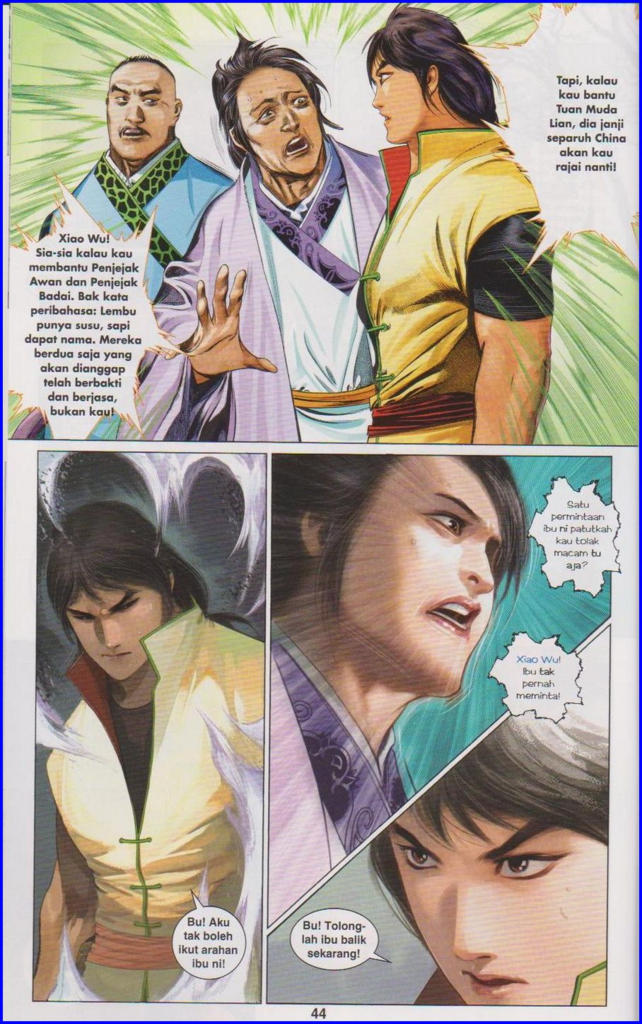 Tapi, kalau
kau bantu
Tuan Muda
Lian, dia janji
separuh China
akan kau
rajai nanti!
Xiao Wu!
Sia-sia kalau kau
membantu Penjejak
Awan dan Penjejak
Badai. Bak kata
peribahasa: Lembu
punya susu, sapi
dapat nama. Mereka
berdua saja yang
akan dianggap
telah berbakti
dan berjasa,
bukan kau!
Bu! Aku
tak boleh
ikut arahan
ibu ni!
Satu
permintaan
ibu ni patutkah
kau tolak
macam tu
aja?
Xiao Wu!
Ibu tak
pernah
meminta!
Bu! Tolong-
lah ibu balik
sekarang!
44